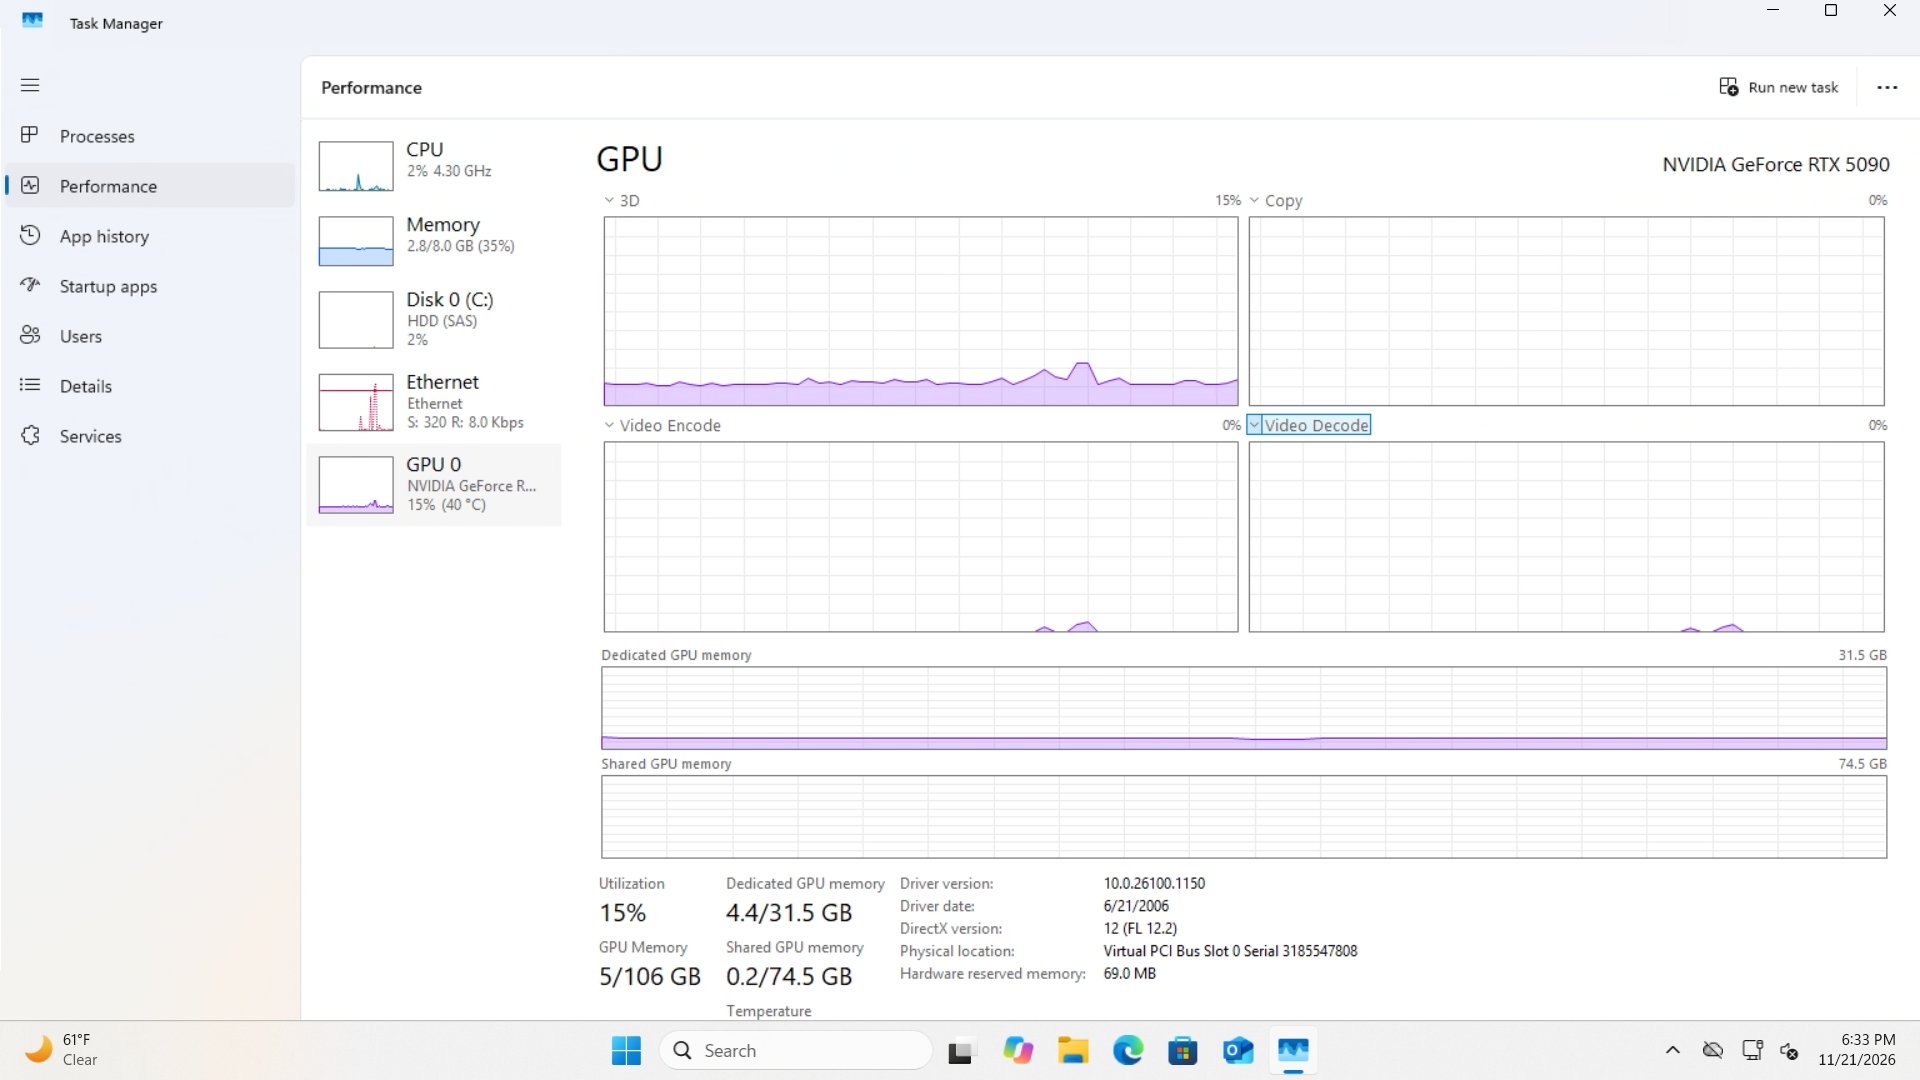 Task Manager
Performance
Run new task
Processes
Performance
App history
Startup apps
Users
Details
Services
CPU
2% 4.30 GHz
Memory
2.8/8.0 GB (35%)
Disk 0 (C:)
HDD (SAS)
2%
Ethernet
Ethernet
S: 320 R: 8.0 Kbps
GPU 0
NVIDIA GeForce R...
15% (40 °C)
GPU
NVIDIA GeForce RTX 5090
3D 15%
Copy 0%
Video Encode 0%
Video Decode 0%
Dedicated GPU memory 31.5 GB
Shared GPU memory 74.5 GB
Utilization
15%
Dedicated GPU memory
4.4/31.5 GB
GPU Memory
5/106 GB
Shared GPU memory
0.2/74.5 GB
Temperature
Driver version: 10.0.26100.1150
Driver date: 6/21/2006
DirectX version: 12 (FL 12.2)
Physical location: Virtual PCI Bus Slot 0 Serial 3185547808
Hardware reserved memory: 69.0 MB
61°F
Clear
Search
6:33 PM
11/21/2026